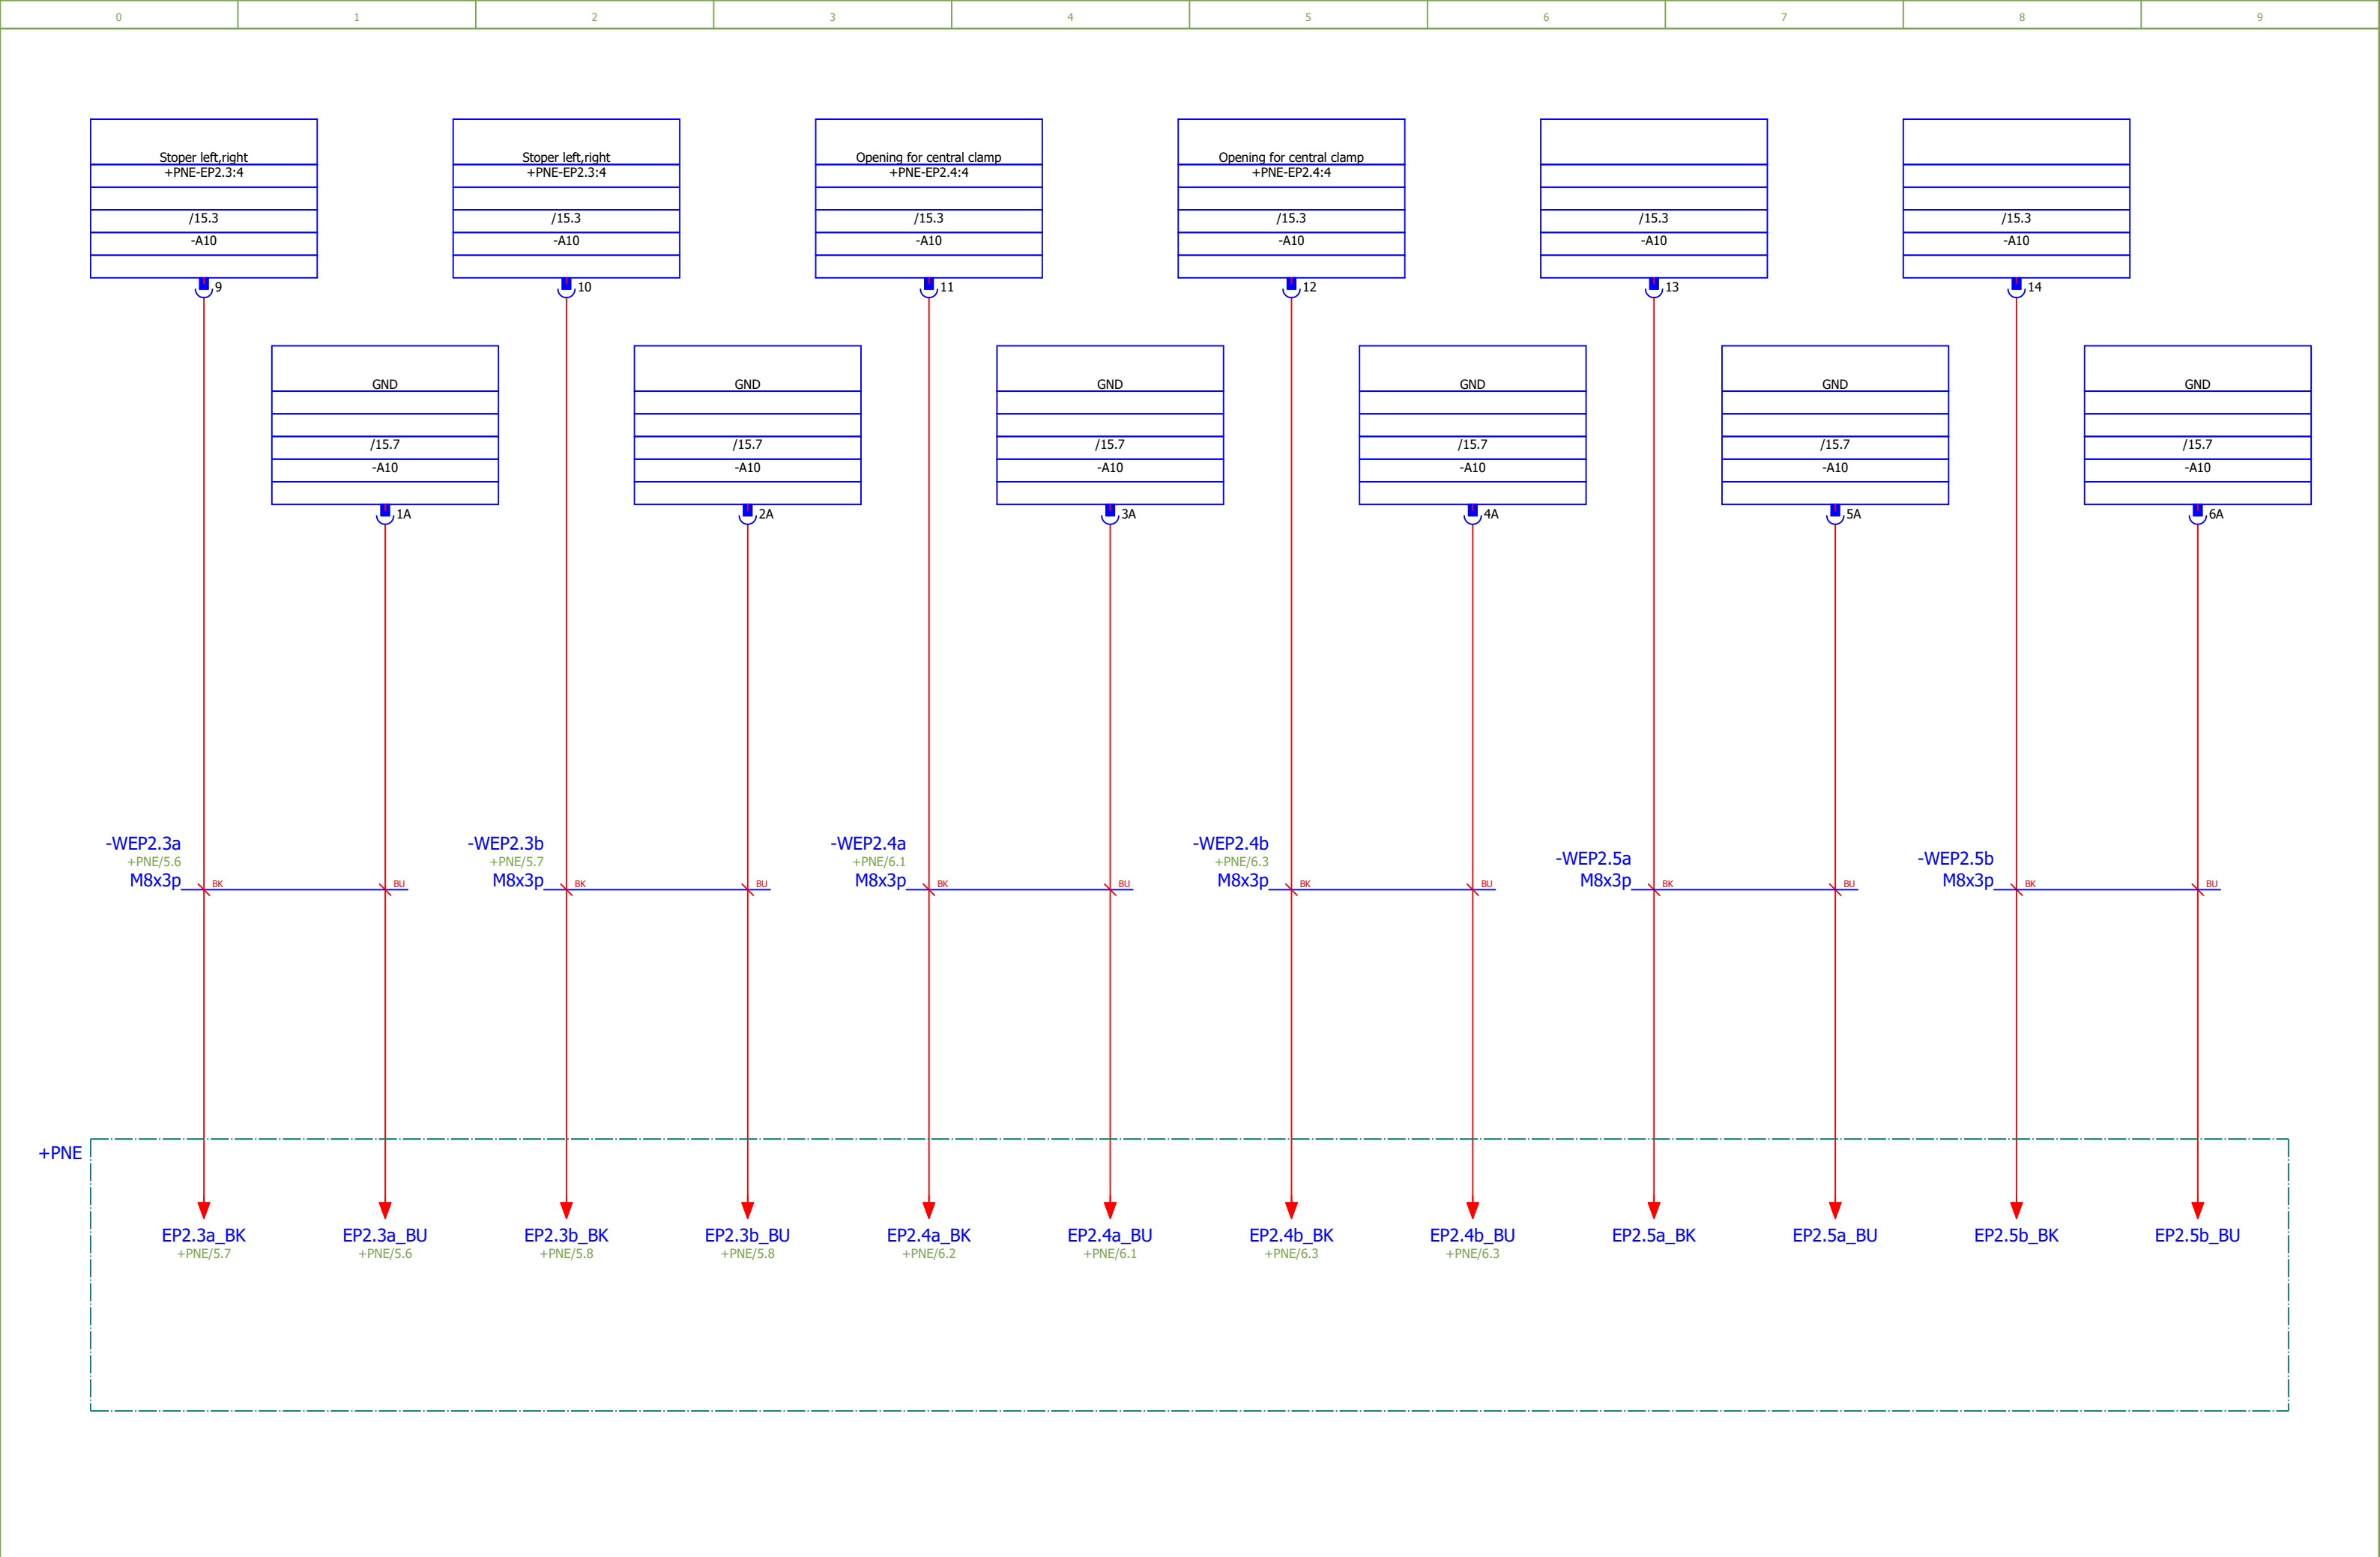 0 1 2 3 4 5 6 7 8 9
Stoper left,right
+PNE-EP2.3:4
/15.3
-A10
9
Stoper left,right
+PNE-EP2.3:4
/15.3
-A10
10
Opening for central clamp
+PNE-EP2.4:4
/15.3
-A10
11
Opening for central clamp
+PNE-EP2.4:4
/15.3
-A10
12
/15.3
-A10
13
/15.3
-A10
14
GND
/15.7
-A10
1A
GND
/15.7
-A10
2A
GND
/15.7
-A10
3A
GND
/15.7
-A10
4A
GND
/15.7
-A10
5A
GND
/15.7
-A10
6A
-WEP2.3a
+PNE/5.6
M8x3p
BK
BU
-WEP2.3b
+PNE/5.7
M8x3p
BK
BU
-WEP2.4a
+PNE/6.1
M8x3p
BK
BU
-WEP2.4b
+PNE/6.3
M8x3p
BK
BU
-WEP2.5a
M8x3p
BK
BU
-WEP2.5b
M8x3p
BK
BU
+PNE
EP2.3a_BK
+PNE/5.7
EP2.3a_BU
+PNE/5.6
EP2.3b_BK
+PNE/5.8
EP2.3b_BU
+PNE/5.8
EP2.4a_BK
+PNE/6.2
EP2.4a_BU
+PNE/6.1
EP2.4b_BK
+PNE/6.3
EP2.4b_BU
+PNE/6.3
EP2.5a_BK
EP2.5a_BU
EP2.5b_BK
EP2.5b_BU